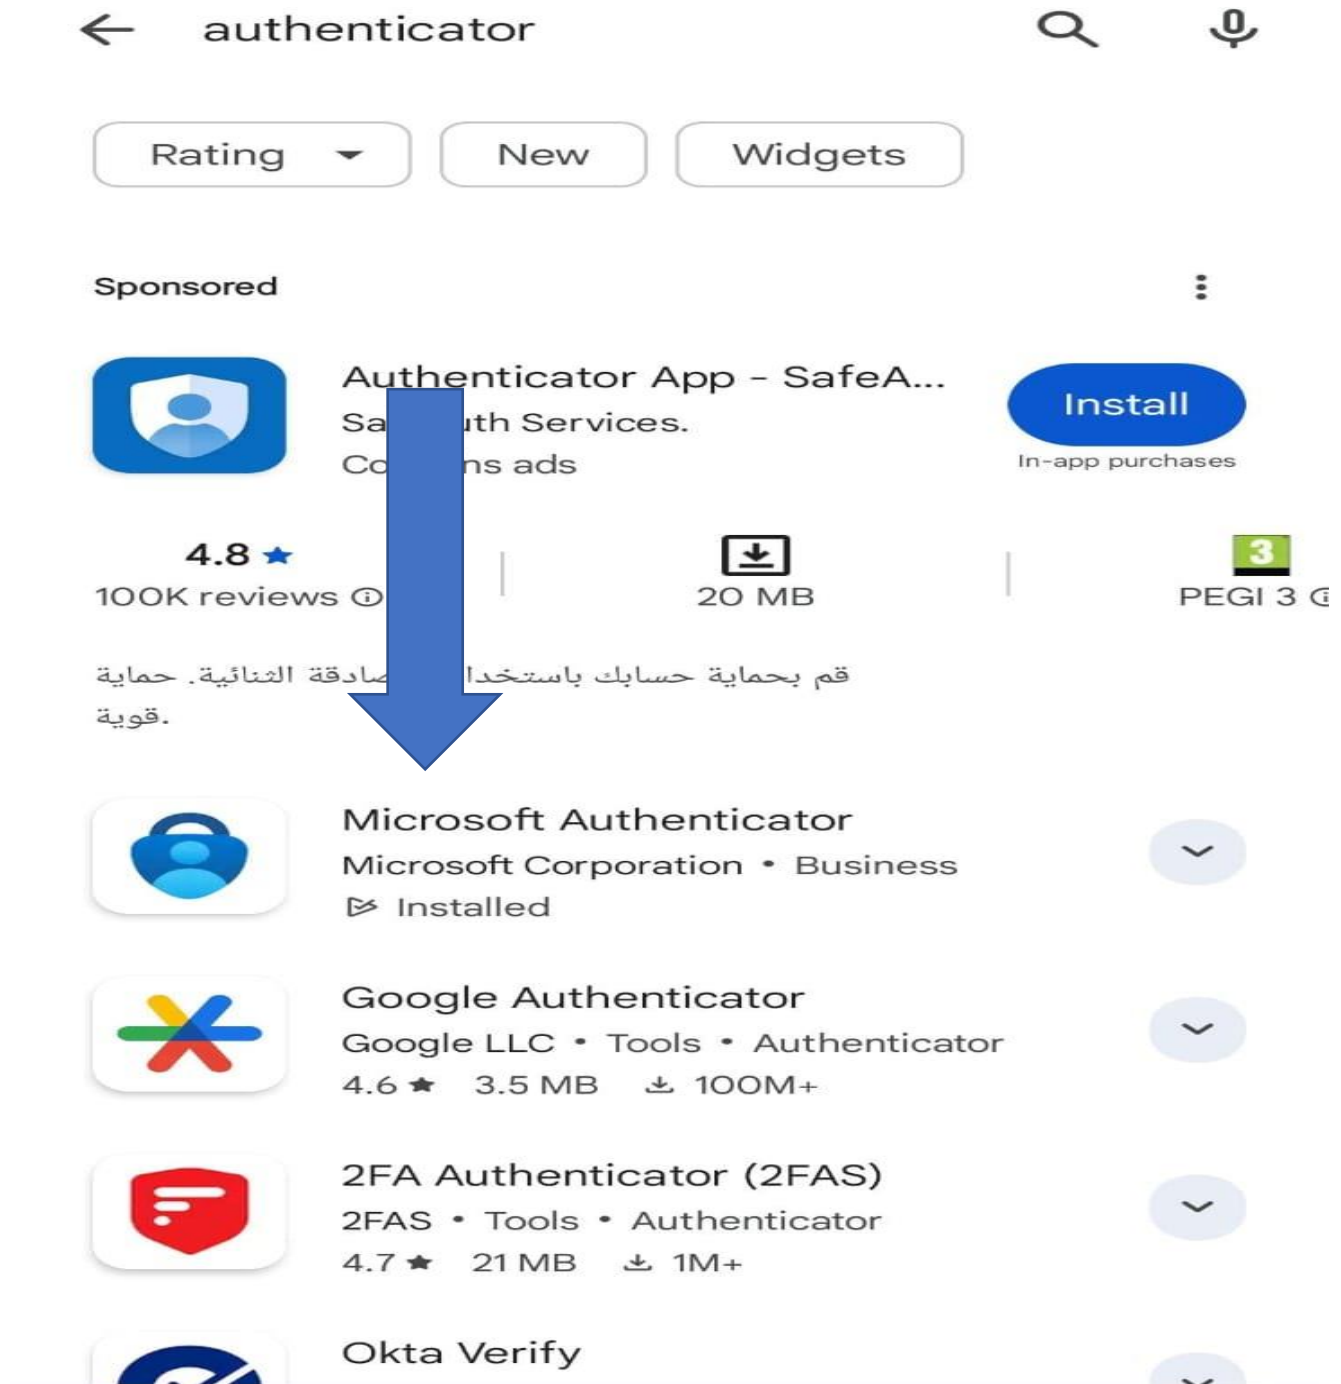 authenticator
Rating
New
Widgets
Sponsored
Authenticator App - SafeA...
Sa uth Services.
Co ns ads
Install
In-app purchases
4.8
100K reviews
20 MB
3
PEGI 3
قم بحماية حسابك باستخدا صادقة الثنائية. حماية
قوية.
Microsoft Authenticator
Microsoft Corporation • Business
Installed
Google Authenticator
Google LLC • Tools • Authenticator
4.6 ★ 3.5 MB 100M+
2FA Authenticator (2FAS)
2FAS • Tools • Authenticator
4.7 ★ 21 MB 1M+
Okta Verify